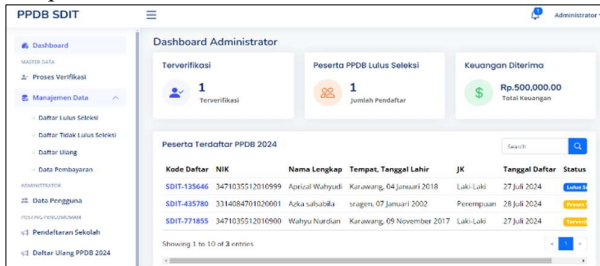 PPDB SDIT
Administrator
Dashboard
MASTER DATA
Proses Verifikasi
Manajemen Data
Daftar Lulus Seleksi
Daftar Tidak Lulus Seleksi
Daftar Ulang
Data Pembayaran
ADMINISTRATOR
Data Pengguna
POSTING PENGUMUMAN
Pendaftaran Sekolah
Daftar Ulang PPDB 2024
Dashboard Administrator
Terverifikasi
1
Terverifikasi
Peserta PPDB Lulus Seleksi
1
Jumlah Pendaftar
Keuangan Diterima
$
Rp.500,000.00
Total Keuangan
Peserta Terdaftar PPDB 2024
Search
Kode Daftar NIK Nama Lengkap Tempat, Tanggal Lahir JK Tanggal Daftar Status
SDIT-135646 3471035512010999 Aprizal Wahyudi Karawang, 04 Januari 2018 Laki-Laki 27 Juli 2024 Lulus Se
SDIT-435780 3314084701020001 Azka salsabila sragen, 07 Januari 2002 Perempuan 28 Juli 2024 Proses
SDIT-771855 3471035512010900 Wahyu Nurdian Karawang, 09 November 2017 Laki-Laki 27 Juli 2024
Showing 1 to 10 of 3 entries
« 1 »